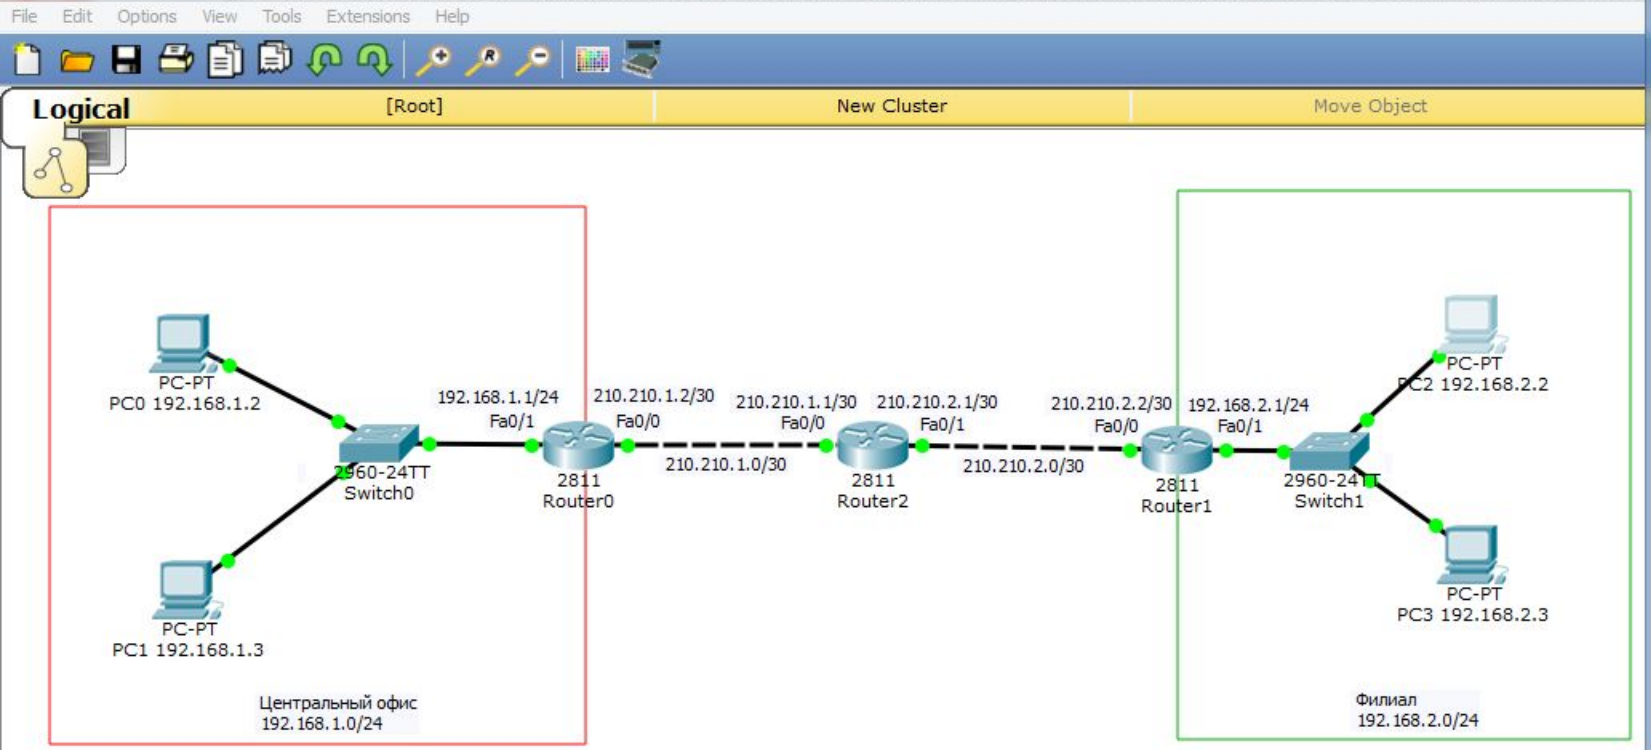 File Edit Options View Tools Extensions Help
R
Logical
[Root]
New Cluster
Move Object
PC-PT
PC0 192.168.1.2
192.168.1.1/24
Fa0/1
210.210.1.2/30
Fa0/0
210.210.1.1/30
Fa0/0
210.210.2.1/30
Fa0/1
210.210.2.2/30
Fa0/0
192.168.2.1/24
Fa0/1
PC-PT
PC2 192.168.2.2
2960-24TT
Switch0
2811
Router0
210.210.1.0/30
2811
Router2
210.210.2.0/30
2811
Router1
2960-24TT
Switch1
PC-PT
PC1 192.168.1.3
PC-PT
PC3 192.168.2.3
Центральный офис
192.168.1.0/24
Филиал
192.168.2.0/24